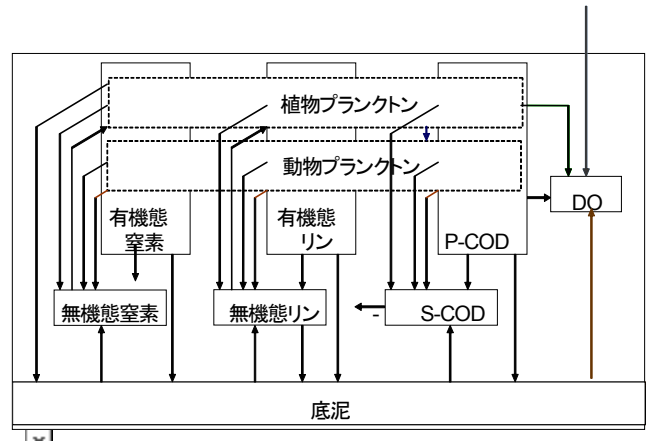 植物プランクトン
動物プランクトン
有機態
窒素
有機態
リン
P-COD
DO
無機態窒素
無機態リン
-
S-COD
底泥